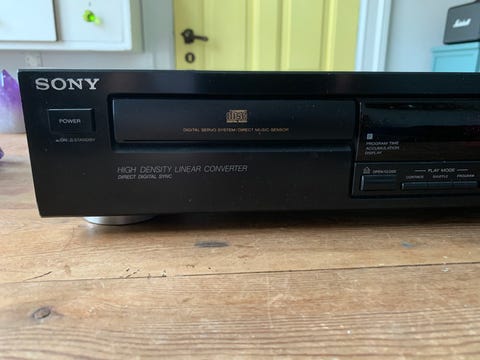 SONY
POWER
ON STANDBY
DIGITAL SERVO SYSTEM/DIRECT MUSIC SENSOR
HIGH DENSITY LINEAR CONVERTER
DIRECT DIGITAL SYNC
PROGRAM TIME
ACCUMULATION
DISPLAY
OPEN/CLOSE
PLAY MODE
CONTINUE SHUFFLE PROGRAM
Marshall